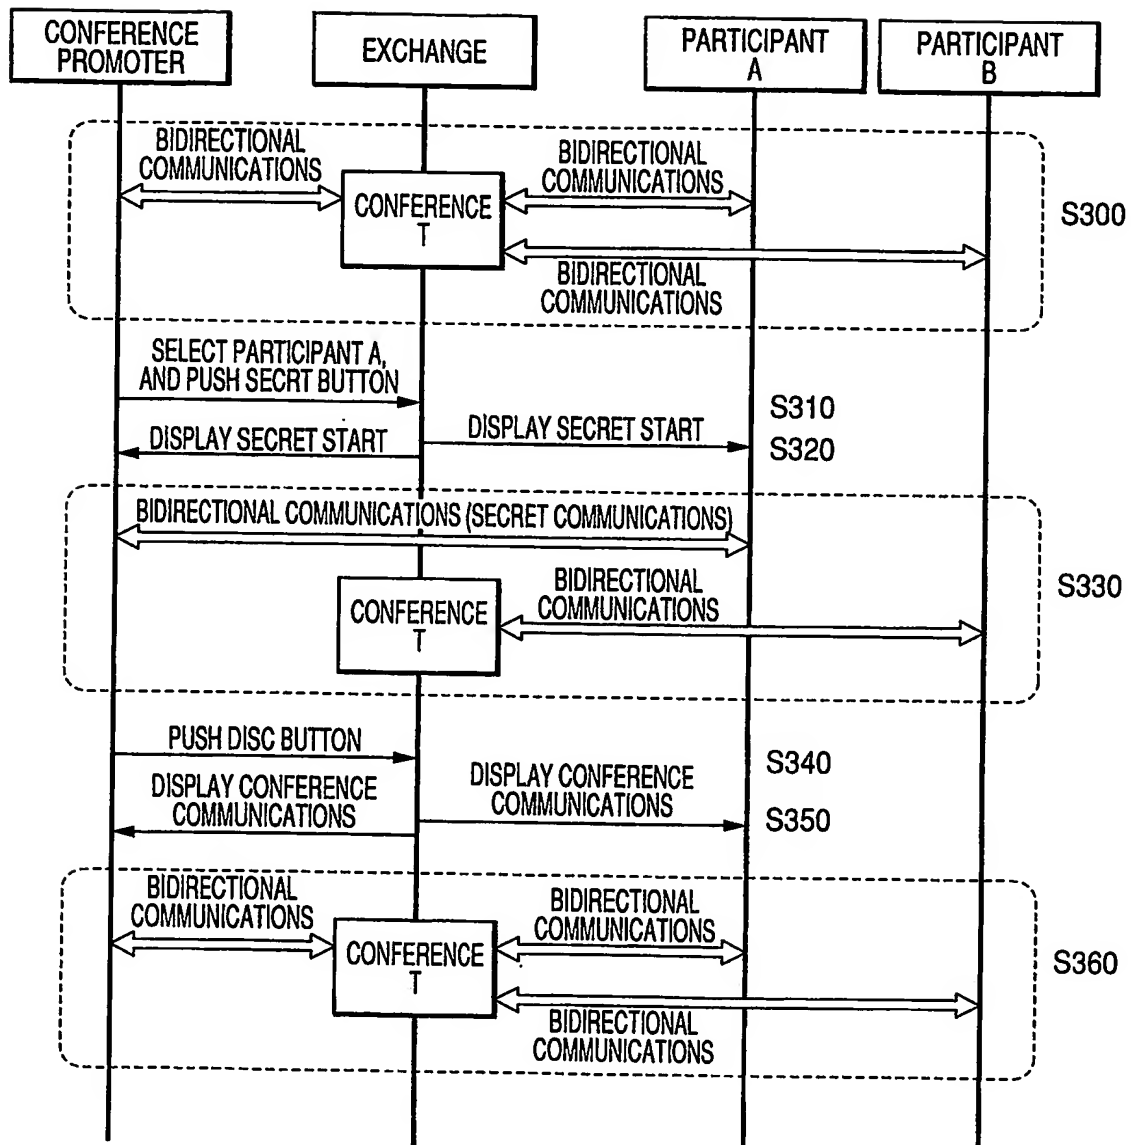 CONFERENCE
PROMOTER
EXCHANGE
PARTICIPANT
A
PARTICIPANT
B
BIDIRECTIONAL
COMMUNICATIONS
BIDIRECTIONAL
COMMUNICATIONS
CONFERENCE
T
S300
BIDIRECTIONAL
COMMUNICATIONS
SELECT PARTICIPANT A,
AND PUSH SECRT BUTTON
S310
DISPLAY SECRET START
DISPLAY SECRET START
S320
BIDIRECTIONAL COMMUNICATIONS (SECRET COMMUNICATIONS)
BIDIRECTIONAL
COMMUNICATIONS
CONFERENCE
T
S330
PUSH DISC BUTTON
S340
DISPLAY CONFERENCE
COMMUNICATIONS
DISPLAY CONFERENCE
COMMUNICATIONS
S350
BIDIRECTIONAL
COMMUNICATIONS
BIDIRECTIONAL
COMMUNICATIONS
CONFERENCE
T
S360
BIDIRECTIONAL
COMMUNICATIONS